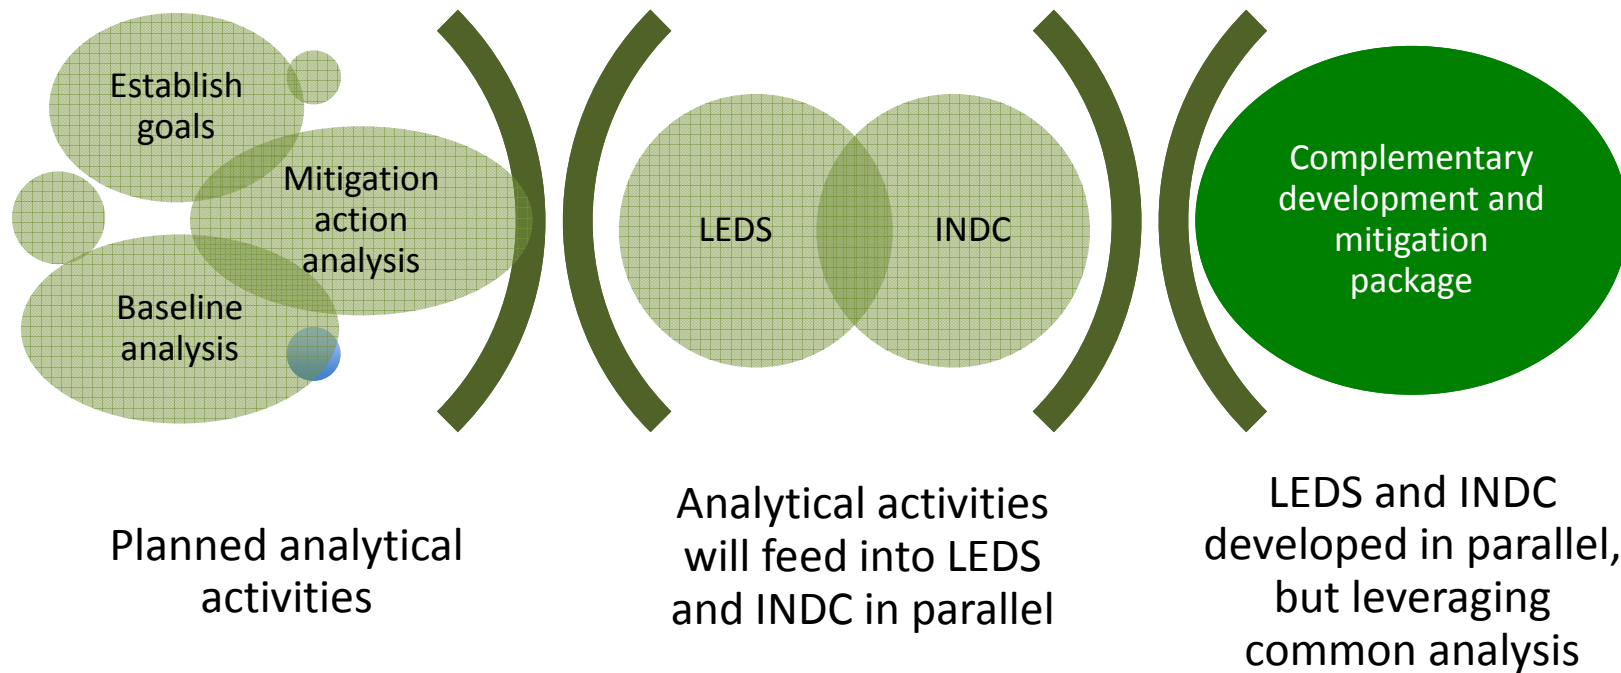 Establish
goals
Mitigation
action
analysis
Baseline
analysis
LEDS
INDC
Complementary
development and
mitigation
package
Planned analytical
activities
Analytical activities
will feed into LEDS
and INDC in parallel
LEDS and INDC
developed in parallel,
but leveraging
common analysis